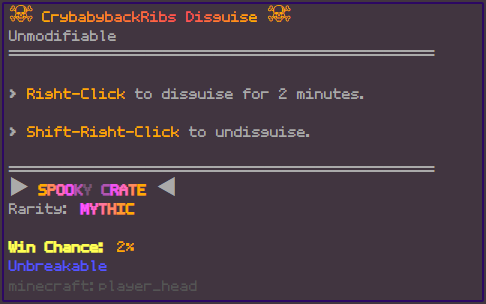 ☠ CrybabybackRibs Disguise ☠
Unmodifiable
> Right-Click to disguise for 2 minutes.
> Shift-Right-Click to undisguise.
▶ SPOOKY CRATE ◀
Rarity: MYTHIC
Win Chance: 2%
Unbreakable
minecraft:player_head